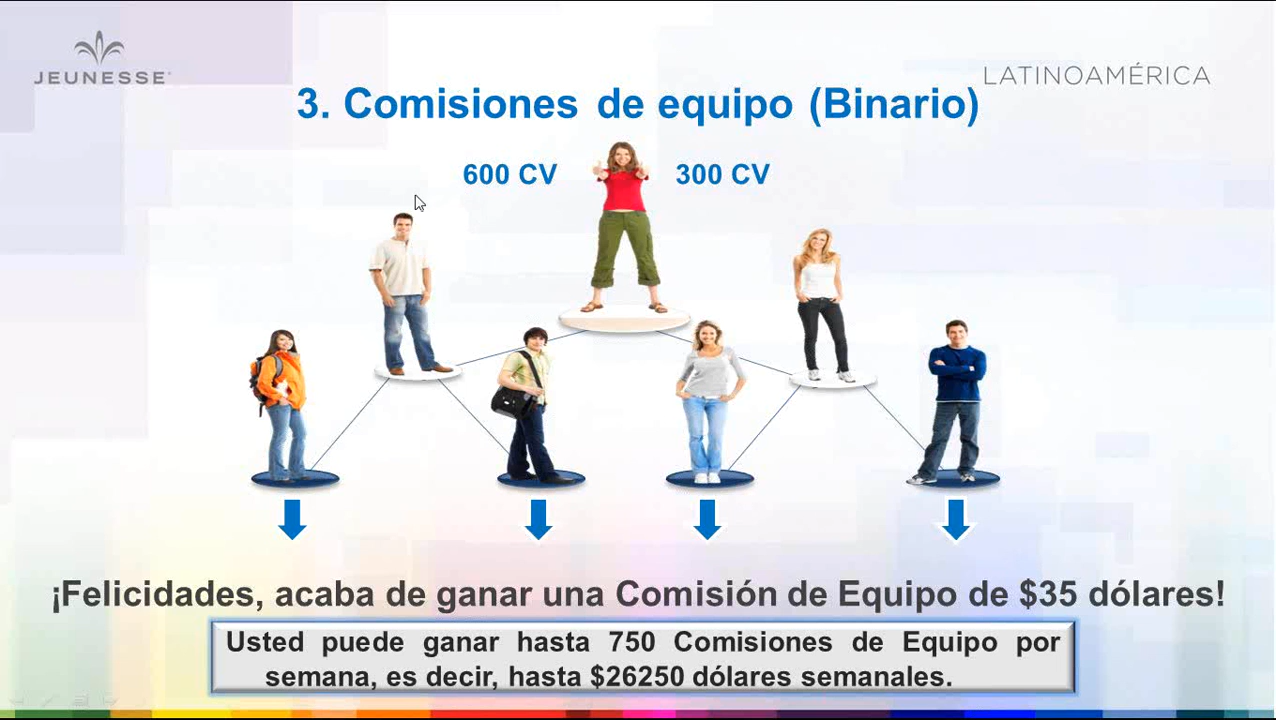 JEUNESSE
LATINOAMÉRICA
3. Comisiones de equipo (Binario)
600 CV
300 CV
¡Felicidades, acaba de ganar una Comisión de Equipo de $35 dólares!
Usted puede ganar hasta 750 Comisiones de Equipo por
semana, es decir, hasta $26250 dólares semanales.